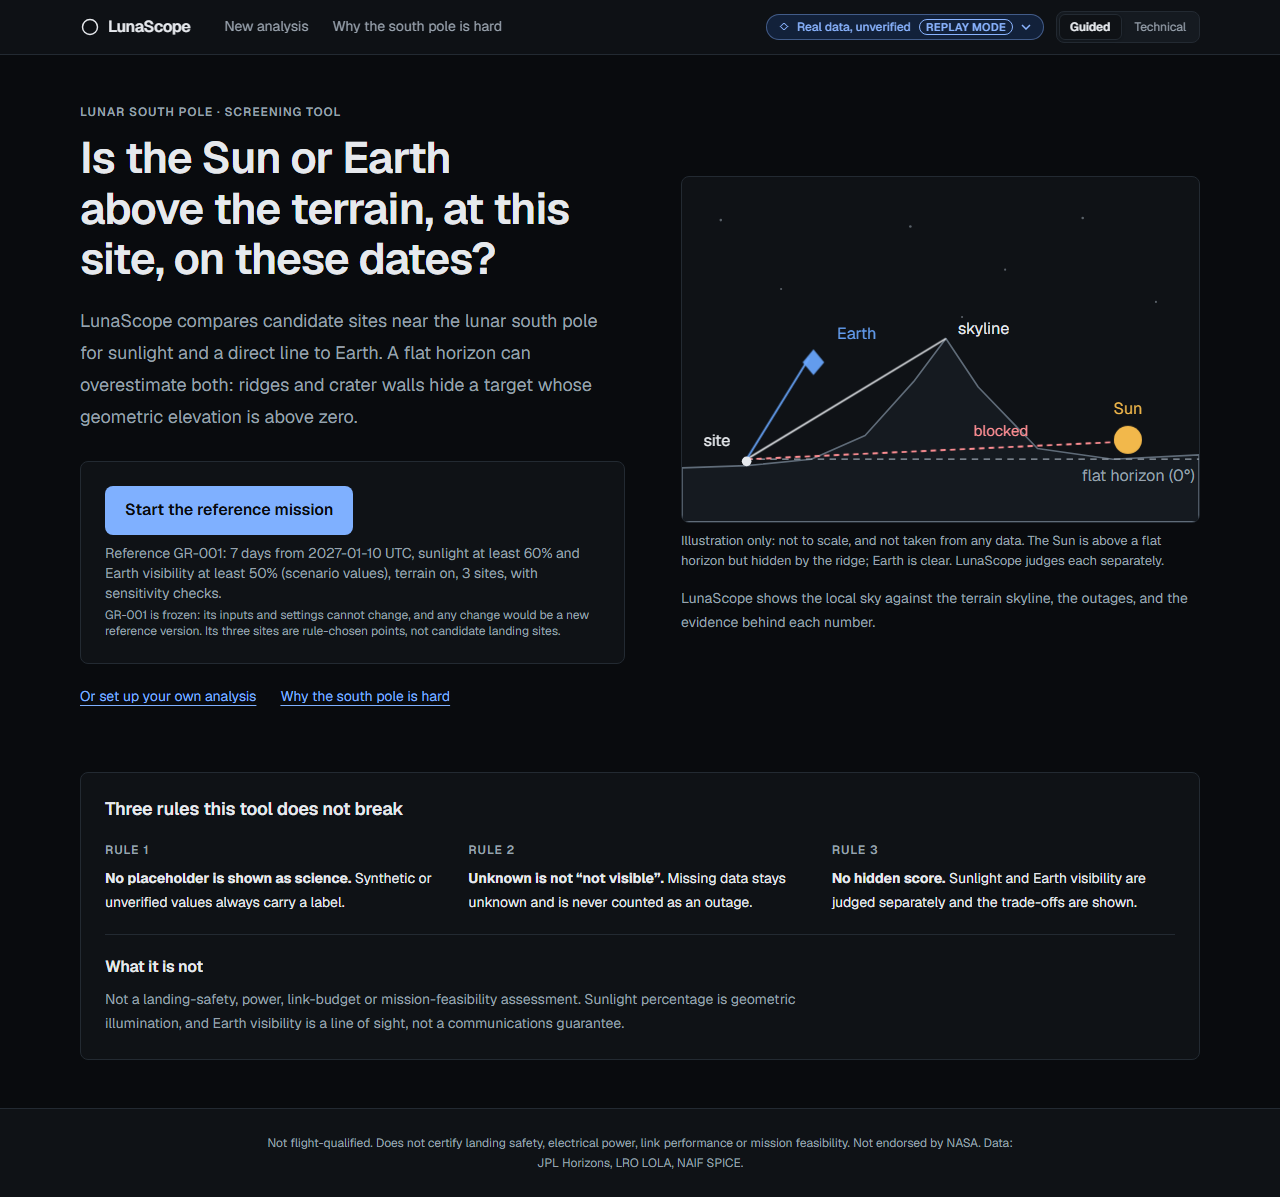 LunaScope
New analysis
Why the south pole is hard
Real data, unverified
REPLAY MODE
Guided
Technical
LUNAR SOUTH POLE · SCREENING TOOL
Is the Sun or Earth
above the terrain, at this
site, on these dates?
LunaScope compares candidate sites near the lunar south pole
for sunlight and a direct line to Earth. A flat horizon can
overestimate both: ridges and crater walls hide a target whose
geometric elevation is above zero.
Start the reference mission
Reference GR-001: 7 days from 2027-01-10 UTC, sunlight at least 60% and
Earth visibility at least 50% (scenario values), terrain on, 3 sites, with
sensitivity checks.
GR-001 is frozen: its inputs and settings cannot change, and any change would be a new
reference version. Its three sites are rule-chosen points, not candidate landing sites.
Or set up your own analysis
Why the south pole is hard
skyline
Earth
Sun
blocked
site
flat horizon (0°)
Illustration only: not to scale, and not taken from any data. The Sun is above a flat
horizon but hidden by the ridge; Earth is clear. LunaScope judges each separately.
LunaScope shows the local sky against the terrain skyline, the outages, and the
evidence behind each number.
Three rules this tool does not break
RULE 1
No placeholder is shown as science. Synthetic or
unverified values always carry a label.
RULE 2
Unknown is not “not visible”. Missing data stays
unknown and is never counted as an outage.
RULE 3
No hidden score. Sunlight and Earth visibility are
judged separately and the trade-offs are shown.
What it is not
Not a landing-safety, power, link-budget or mission-feasibility assessment. Sunlight percentage is geometric
illumination, and Earth visibility is a line of sight, not a communications guarantee.
Not flight-qualified. Does not certify landing safety, electrical power, link performance or mission feasibility. Not endorsed by NASA. Data:
JPL Horizons, LRO LOLA, NAIF SPICE.